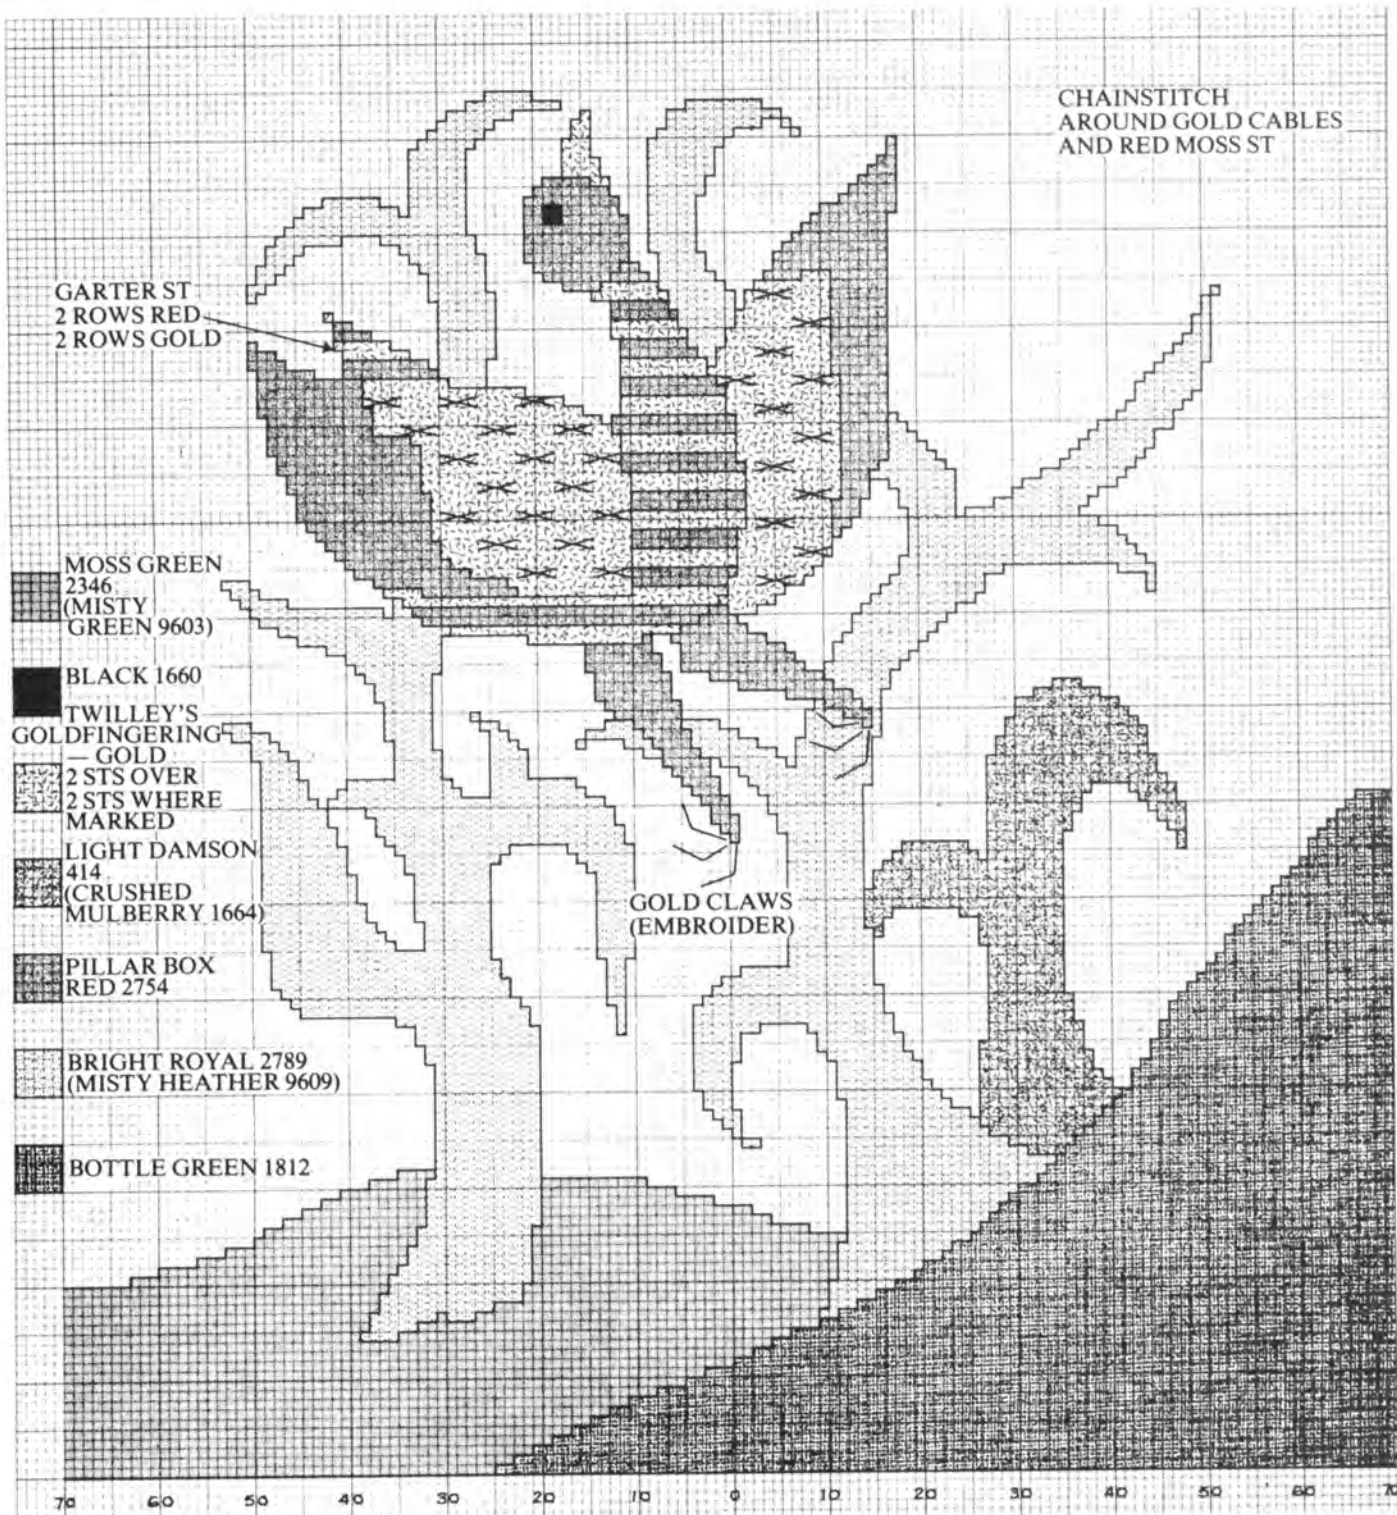 CHAINSTITCH
AROUND GOLD CABLES
AND RED MOSS ST
GARTER ST
2 ROWS RED
2 ROWS GOLD
MOSS GREEN
2346
(MISTY
GREEN 9603)
BLACK 1660
TWILLEY'S
GOLDFINGERING
— GOLD
2 STS OVER
2 STS WHERE
MARKED
LIGHT DAMSON
414
(CRUSHED
MULBERRY 1664)
GOLD CLAWS
(EMBROIDER)
PILLAR BOX
RED 2754
BRIGHT ROYAL 2789
(MISTY HEATHER 9609)
BOTTLE GREEN 1812
70 60 50 40 30 20 10 0 10 20 30 40 50 60 70